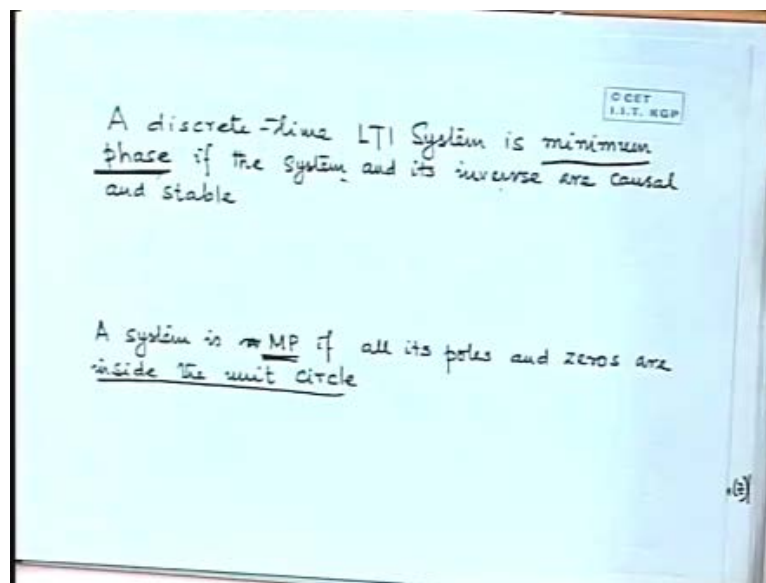 © CET
I.I.T. KGP
A discrete-time LTI System is minimum
phase if the System and its inverse are causal
and stable
A system is MP if all its poles and zeros are
inside the unit circle
(z)